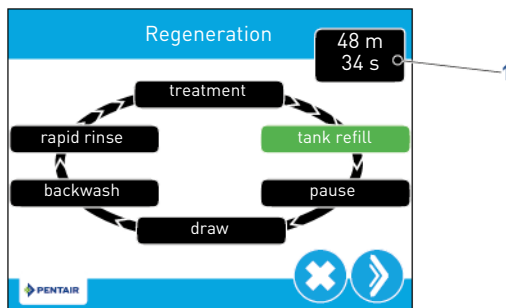 Regeneration
48 m
34 s
1
treatment
rapid rinse
tank refill
backwash
pause
draw
PENTAIR